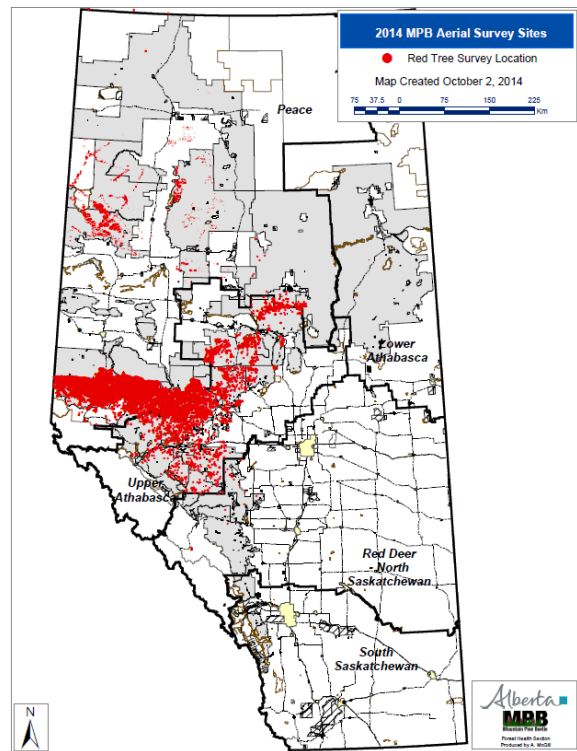 2014 MPB Aerial Survey Sites
Red Tree Survey Location
Map Created October 2, 2014
75 37.5 0 75 150 225
Km
Peace
Lower
Athabasca
Upper
Athabasca
Red Deer
- North
Saskatchewan
South
Saskatchewan
N
Alberta
MPB
Mountain Pine Beetle
Forest Health Section
Produced by A. McGill